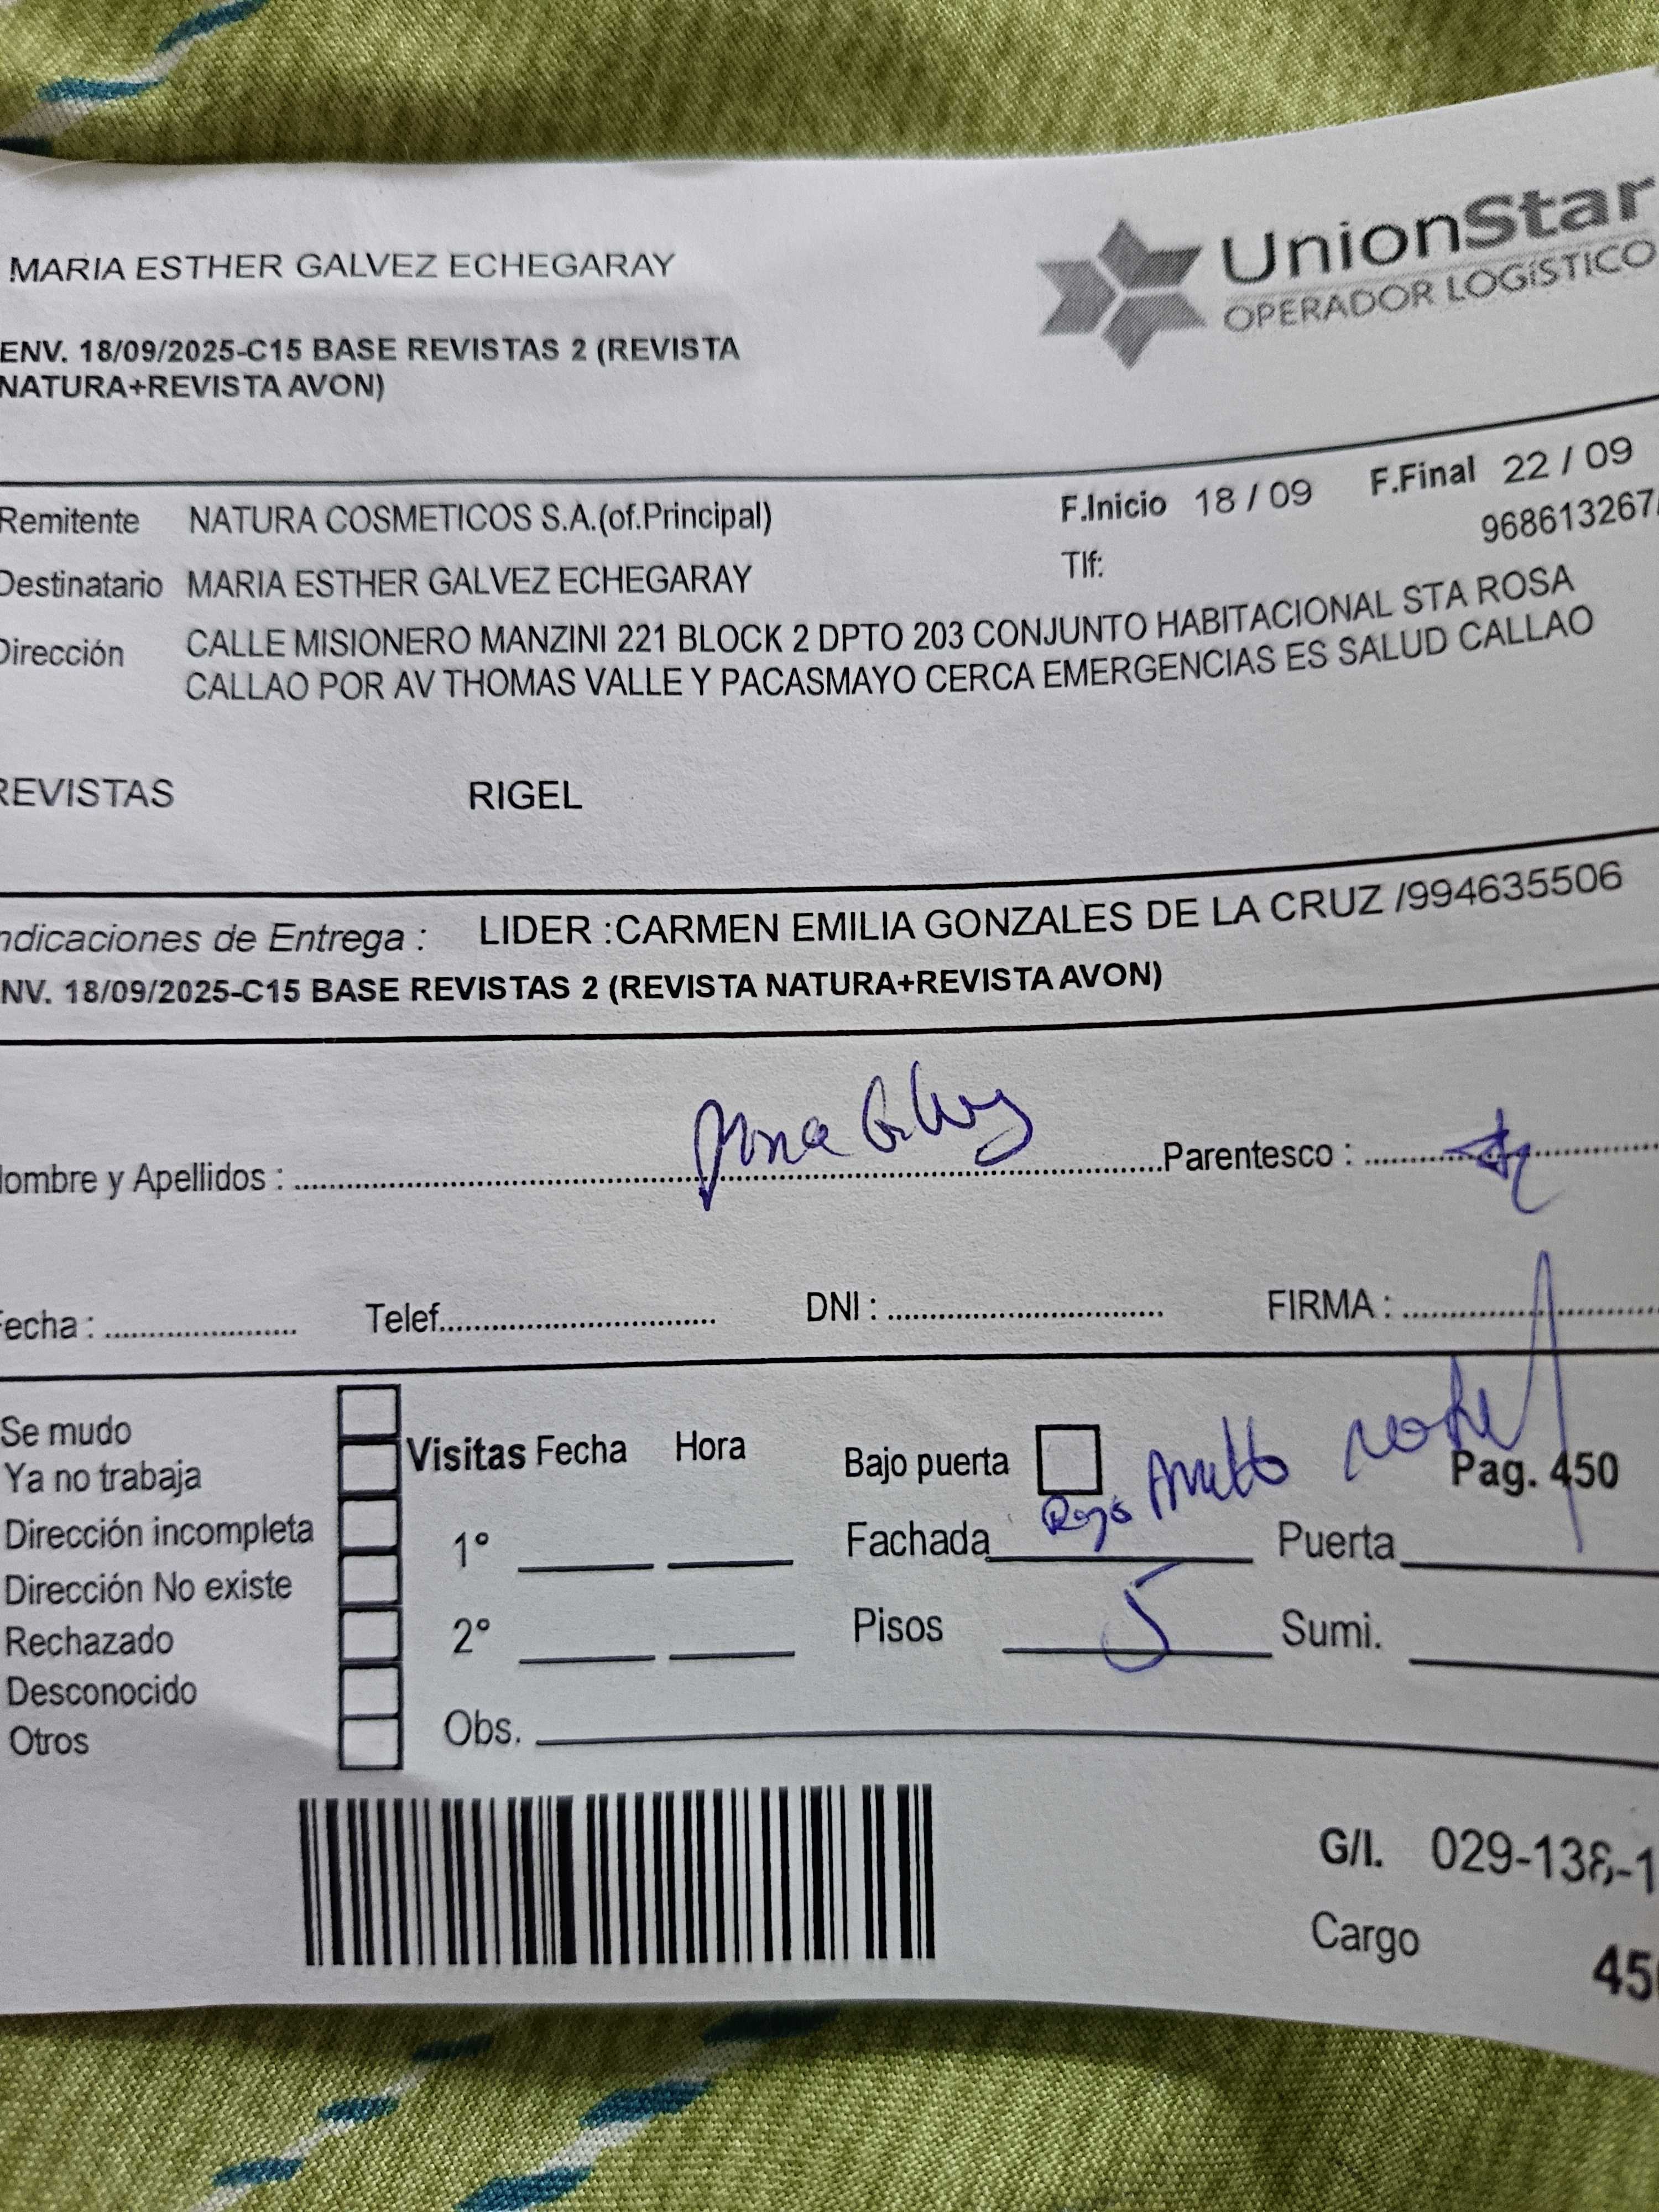 MARIA ESTHER GALVEZ ECHEGARAY
UnionStar
OPERADOR LOGÍSTICO
ENV. 18/09/2025-C15 BASE REVISTAS 2 (REVISTA
NATURA+REVISTA AVON)
Remitente NATURA COSMETICOS S.A.(of.Principal) F.Inicio 18 / 09 F.Final 22 / 09
968613267/
Destinatario MARIA ESTHER GALVEZ ECHEGARAY Tlf:
Dirección CALLE MISIONERO MANZINI 221 BLOCK 2 DPTO 203 CONJUNTO HABITACIONAL STA ROSA
CALLAO POR AV THOMAS VALLE Y PACASMAYO CERCA EMERGENCIAS ES SALUD CALLAO
REVISTAS RIGEL
ndicaciones de Entrega : LIDER :CARMEN EMILIA GONZALES DE LA CRUZ /994635506
NV. 18/09/2025-C15 BASE REVISTAS 2 (REVISTA NATURA+REVISTA AVON)
ombre y Apellidos : Parentesco :
echa : Telef. DNI : FIRMA :
Se mudo
Ya no trabaja
Dirección incompleta
Dirección No existe
Rechazado
Desconocido
Otros
Visitas Fecha Hora
1°
2°
Obs.
Bajo puerta Pag. 450
Fachada Rojo Puerta
Pisos 5 Sumi.
G/I. 029-138-1
Cargo
45